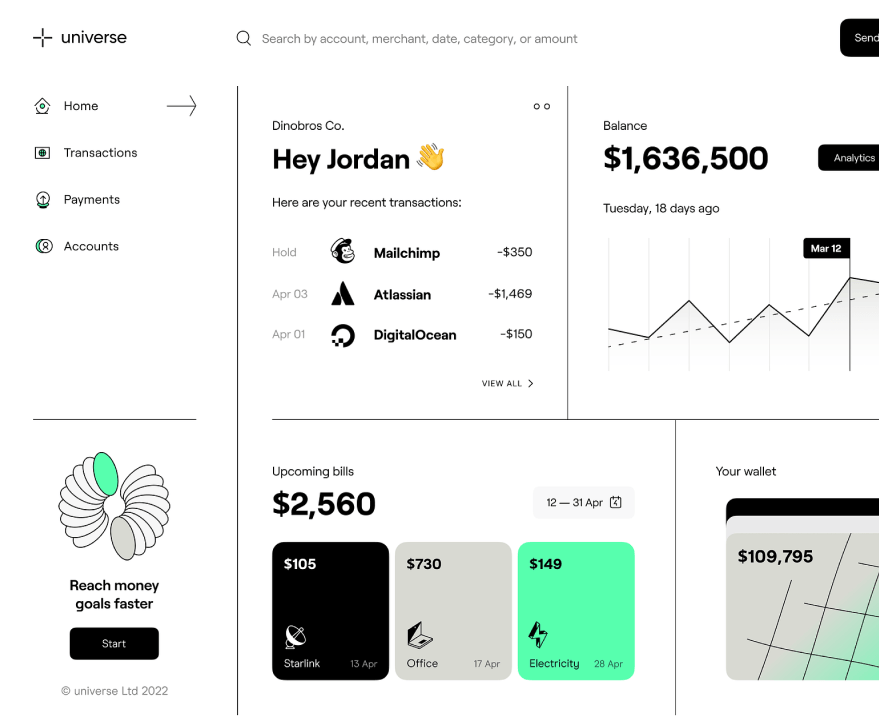 universe
Search by account, merchant, date, category, or amount
Send
Home
Transactions
Payments
Accounts
Dinobros Co.
Hey Jordan 👋
Here are your recent transactions:
Hold Mailchimp -$350
Apr 03 Atlassian -$1,469
Apr 01 DigitalOcean -$150
VIEW ALL
Balance
$1,636,500
Analytics
Tuesday, 18 days ago
Mar 12
Reach money
goals faster
Start
© universe Ltd 2022
Upcoming bills
$2,560
12 — 31 Apr
$105
Starlink 13 Apr
$730
Office 17 Apr
$149
Electricity 28 Apr
Your wallet
$109,795